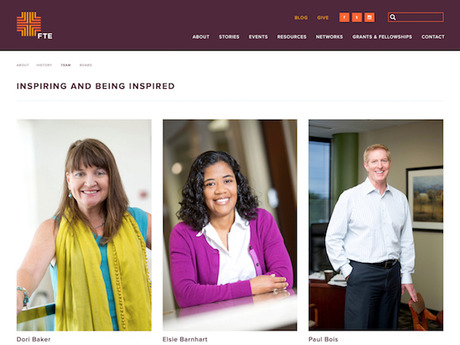 BLOG GIVE
FTE
ABOUT STORIES EVENTS RESOURCES NETWORKS GRANTS & FELLOWSHIPS CONTACT
ABOUT HISTORY TEAM BOARD
INSPIRING AND BEING INSPIRED
Dori Baker Elsie Barnhart Paul Bois